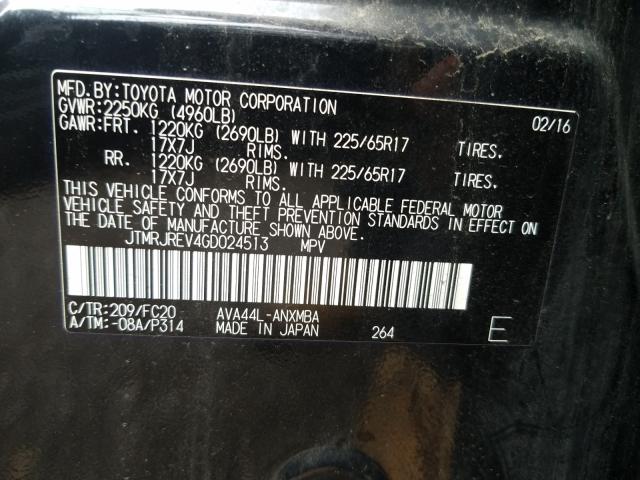 MFD.BY:TOYOTA MOTOR CORPORATION 02/16
GVWR:2250KG (4960LB)
GAWR:FRT. 1220KG (2690LB) WITH 225/65R17 TIRES.
17X7J RIMS.
RR. 1220KG (2690LB) WITH 225/65R17 TIRES.
17X7J RIMS.
THIS VEHICLE CONFORMS TO ALL APPLICABLE FEDERAL MOTOR
VEHICLE SAFETY AND THEFT PREVENTION STANDARDS IN EFFECT ON
THE DATE OF MANUFACTURE SHOWN ABOVE.
JTMRJREV4GD024513 MPV
C/TR:209/FC20 AVA44L-ANXMBA
A/TM:-08A/P314 MADE IN JAPAN 264 E